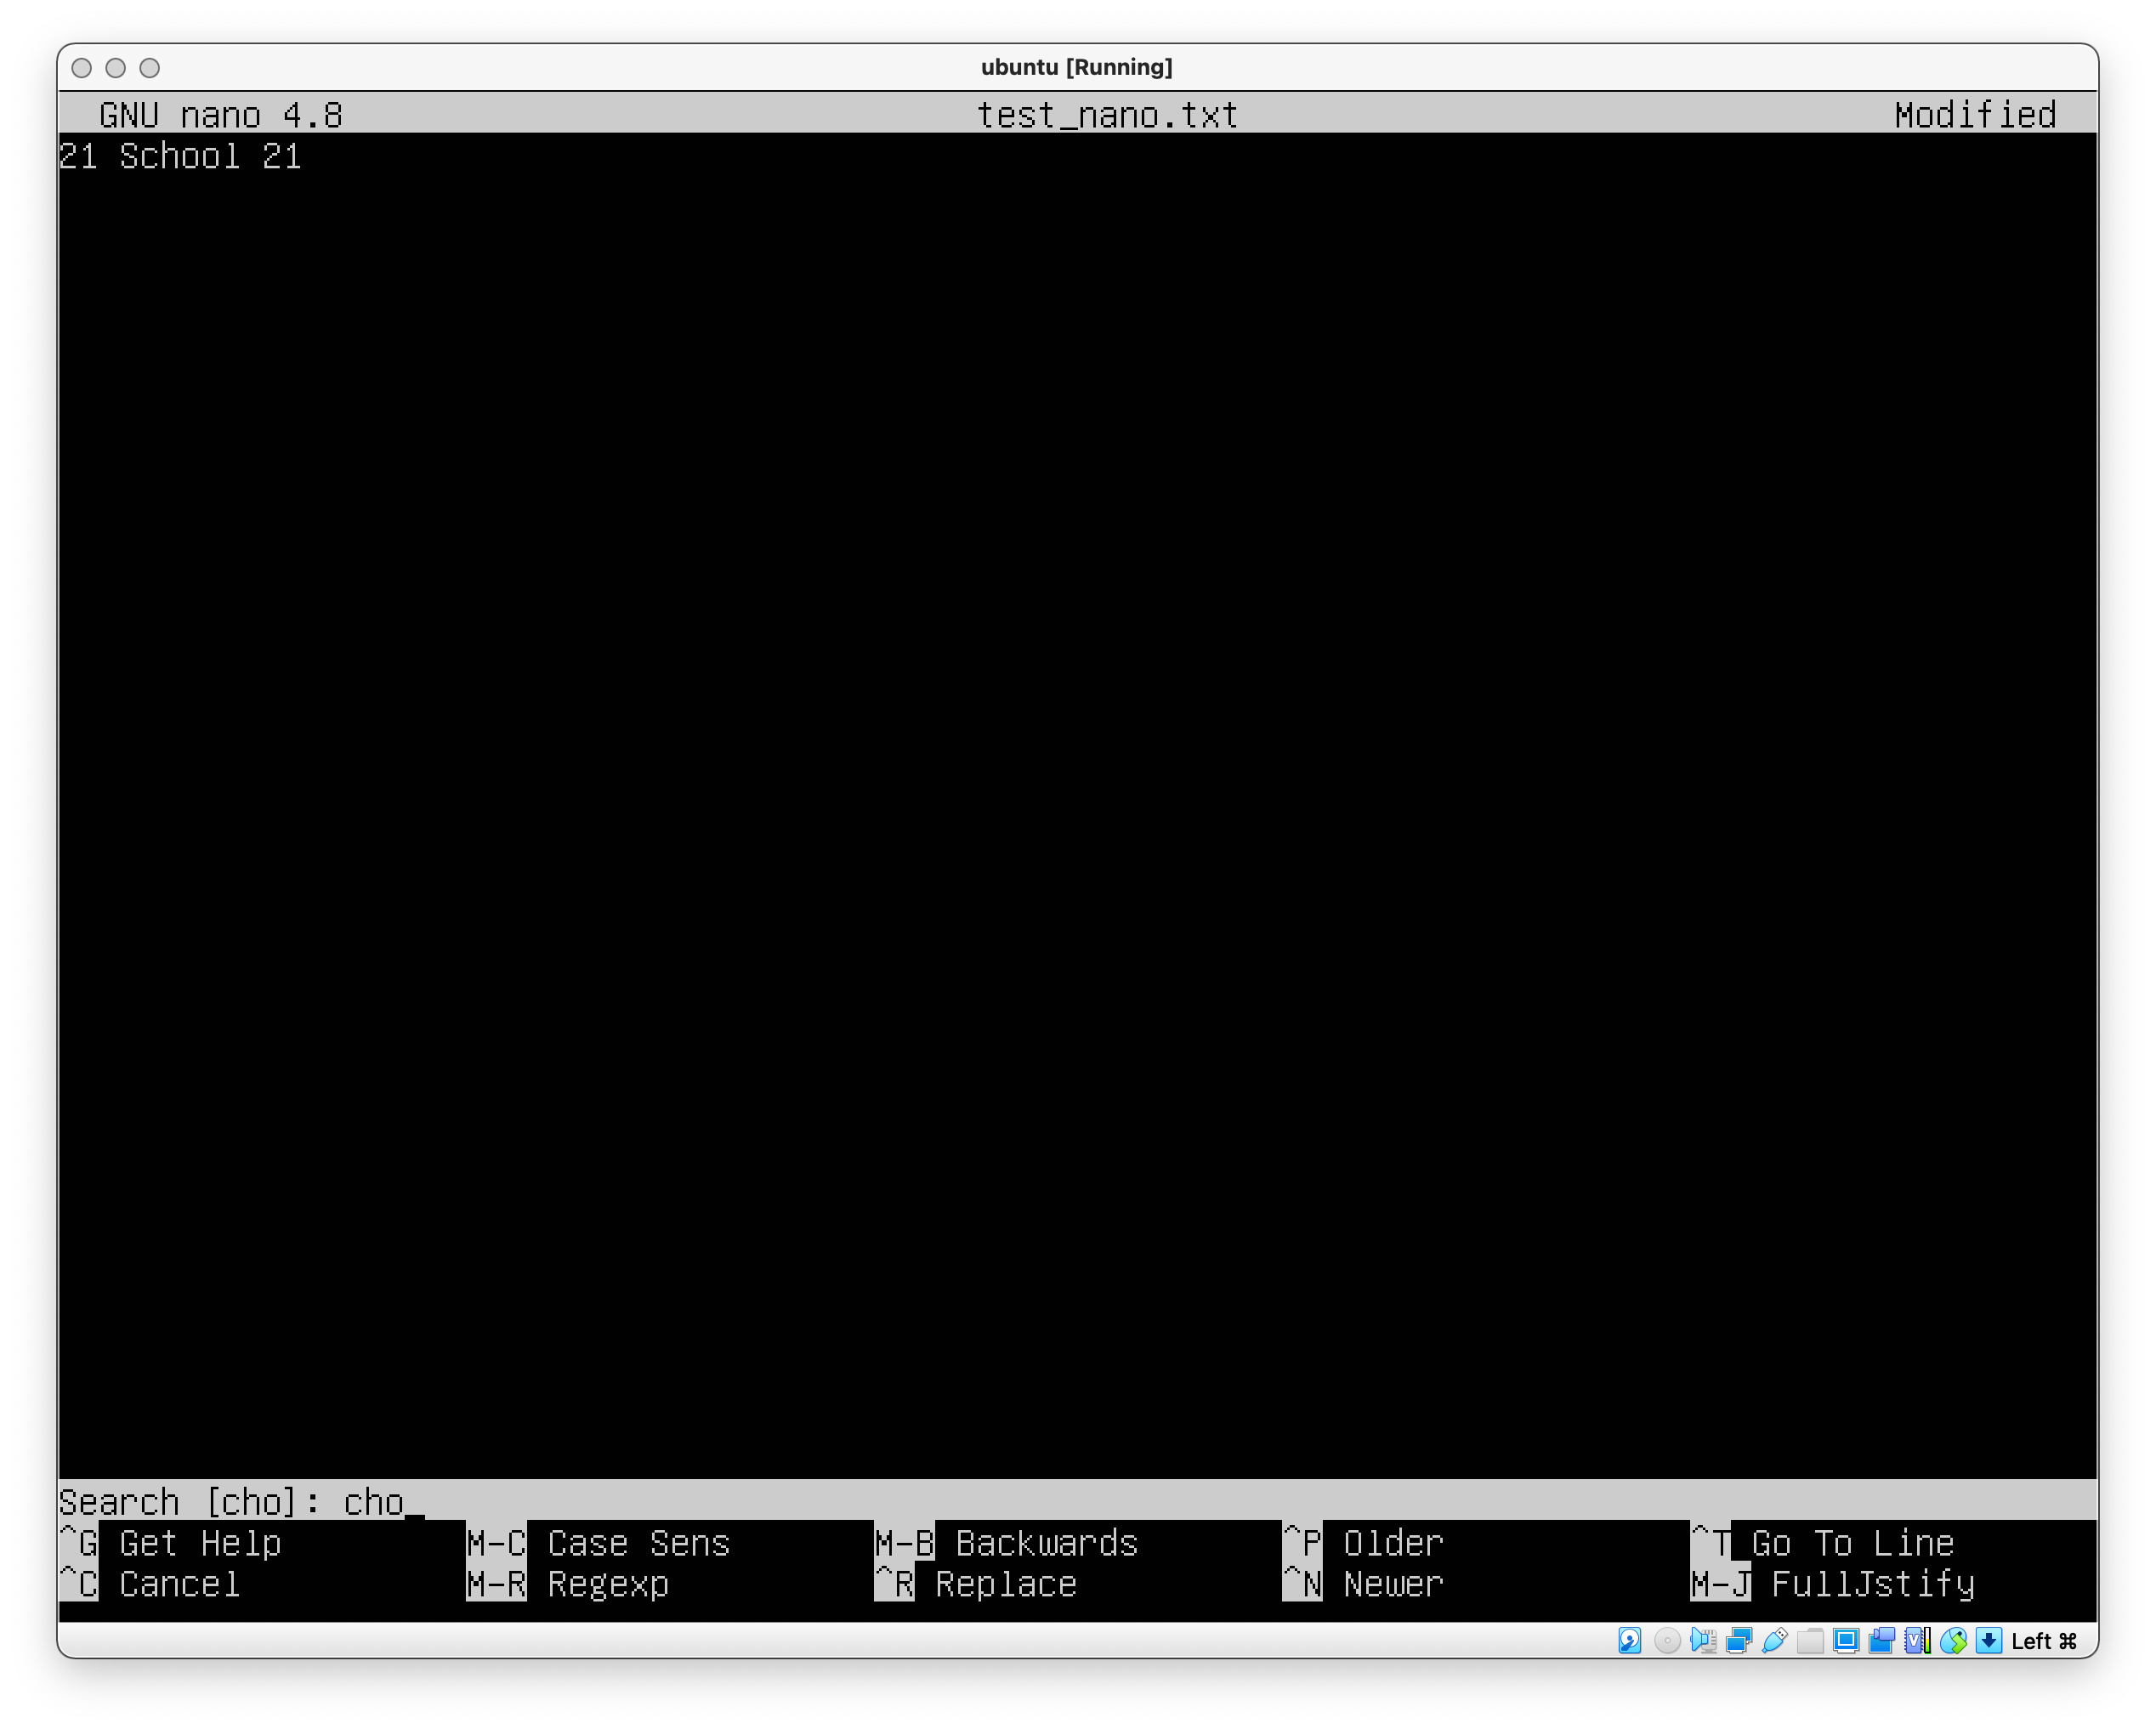 ubuntu [Running]
GNU nano 4.8 test_nano.txt Modified
21 School 21
Search [cho]: cho_
^G Get Help M-C Case Sens M-B Backwards ^P Older ^T Go To Line
^C Cancel M-R Regexp ^R Replace ^N Newer M-J FullJstify
Left ⌘